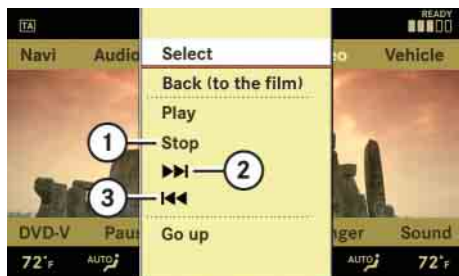 TA READY
Navi Audio Select eo Vehicle
Back (to the film)
Play
1 Stop
2
3
DVD-V Paus Go up nger Sound
72°F AUTO AUTO 72°F